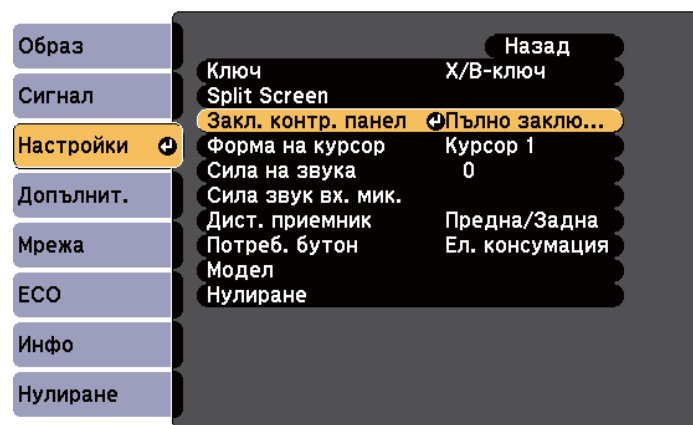 Образ
Сигнал
Настройки
Допълнит.
Мрежа
ECO
Инфо
Нулиране
Назад
Ключ Х/В-ключ
Split Screen
Закл. контр. панел Пълно заклю...
Форма на курсор Курсор 1
Сила на звука 0
Сила звук вх. мик.
Дист. приемник Предна/Задна
Потреб. бутон Ел. консумация
Модел
Нулиране